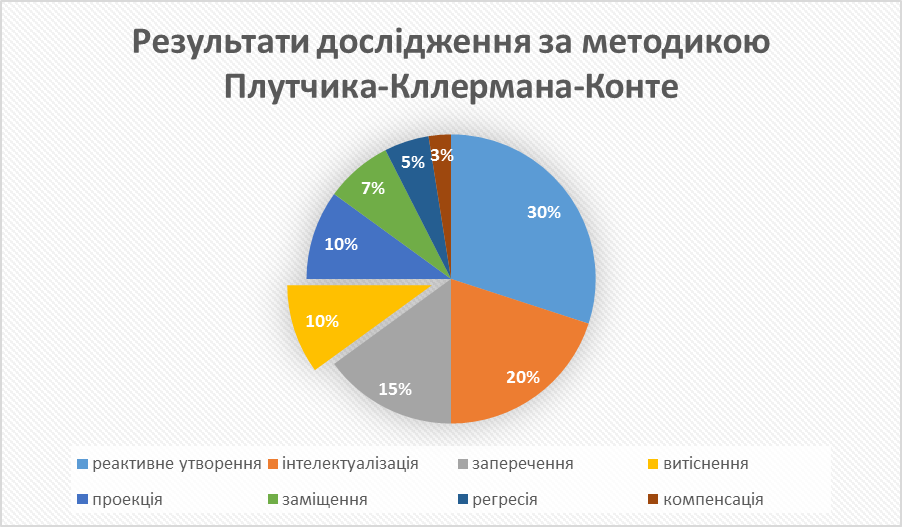 Результати дослідження за методикою
Плутчика-Кллермана-Конте
3%
5%
7%
30%
10%
10%
20%
15%
реактивне утворення інтелектуалізація заперечення витіснення
проекція заміщення регресія компенсація